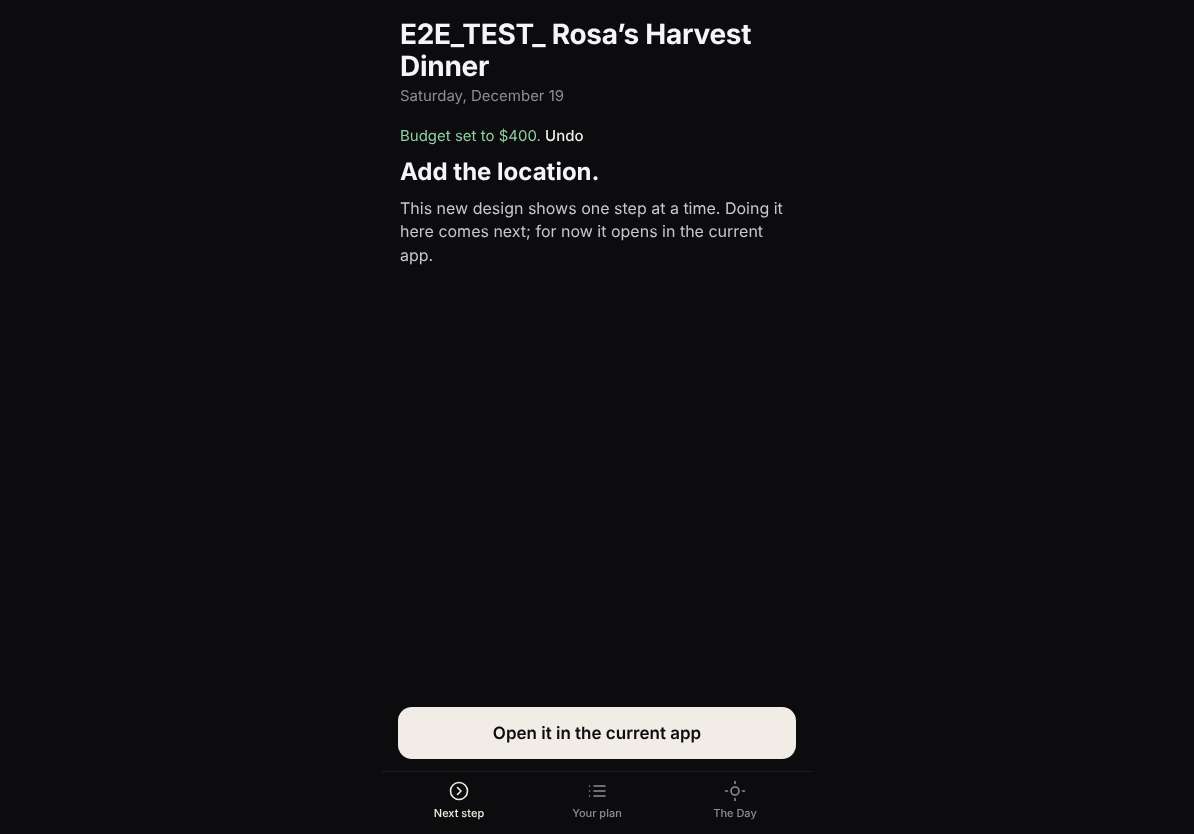 E2E_TEST_ Rosa’s Harvest
Dinner
Saturday, December 19
Budget set to $400. Undo
Add the location.
This new design shows one step at a time. Doing it
here comes next; for now it opens in the current
app.
Open it in the current app
Next step
Your plan
The Day